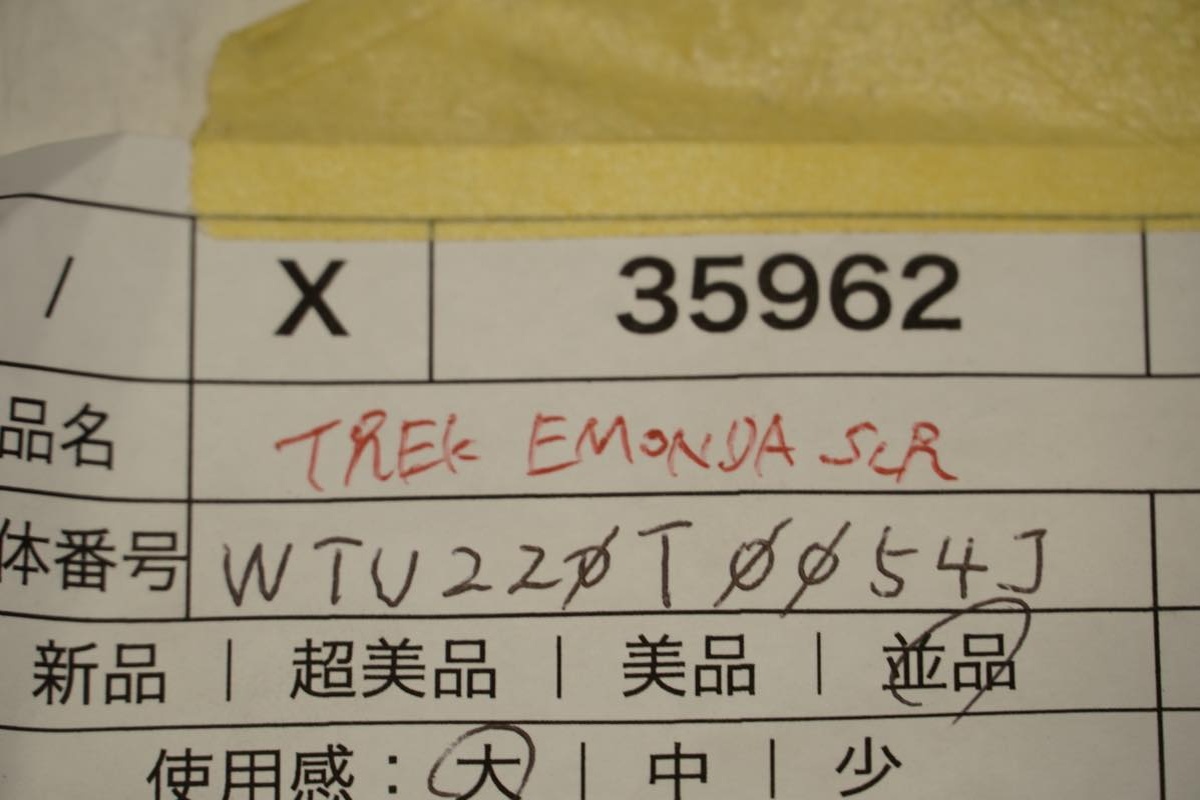 / X 35962
品名 TREK EMONDA SLR
体番号 WTU220T0054J
新品 | 超美品 | 美品 | 並品
使用感:大 | 中 | 少